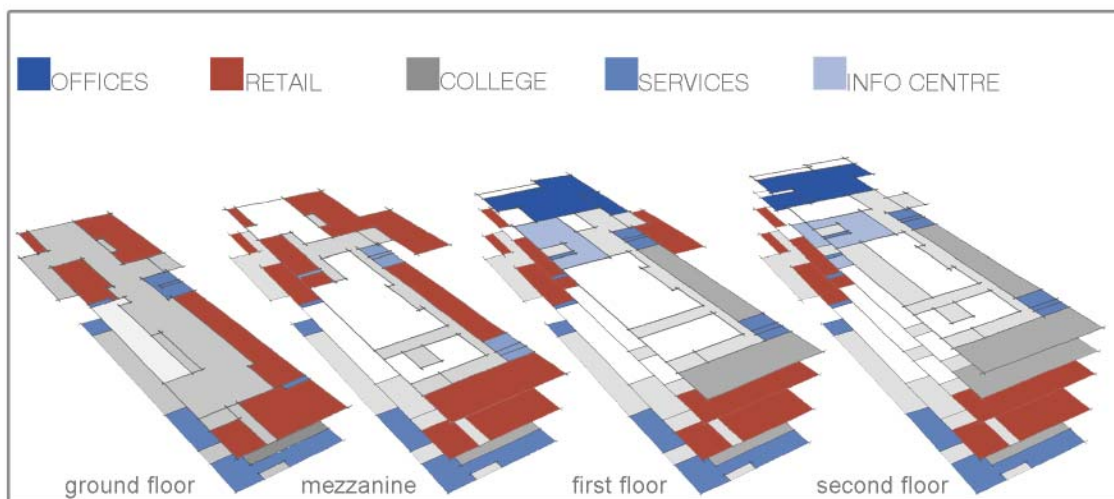 OFFICES RETAIL COLLEGE SERVICES INFO CENTRE
ground floor mezzanine first floor second floor